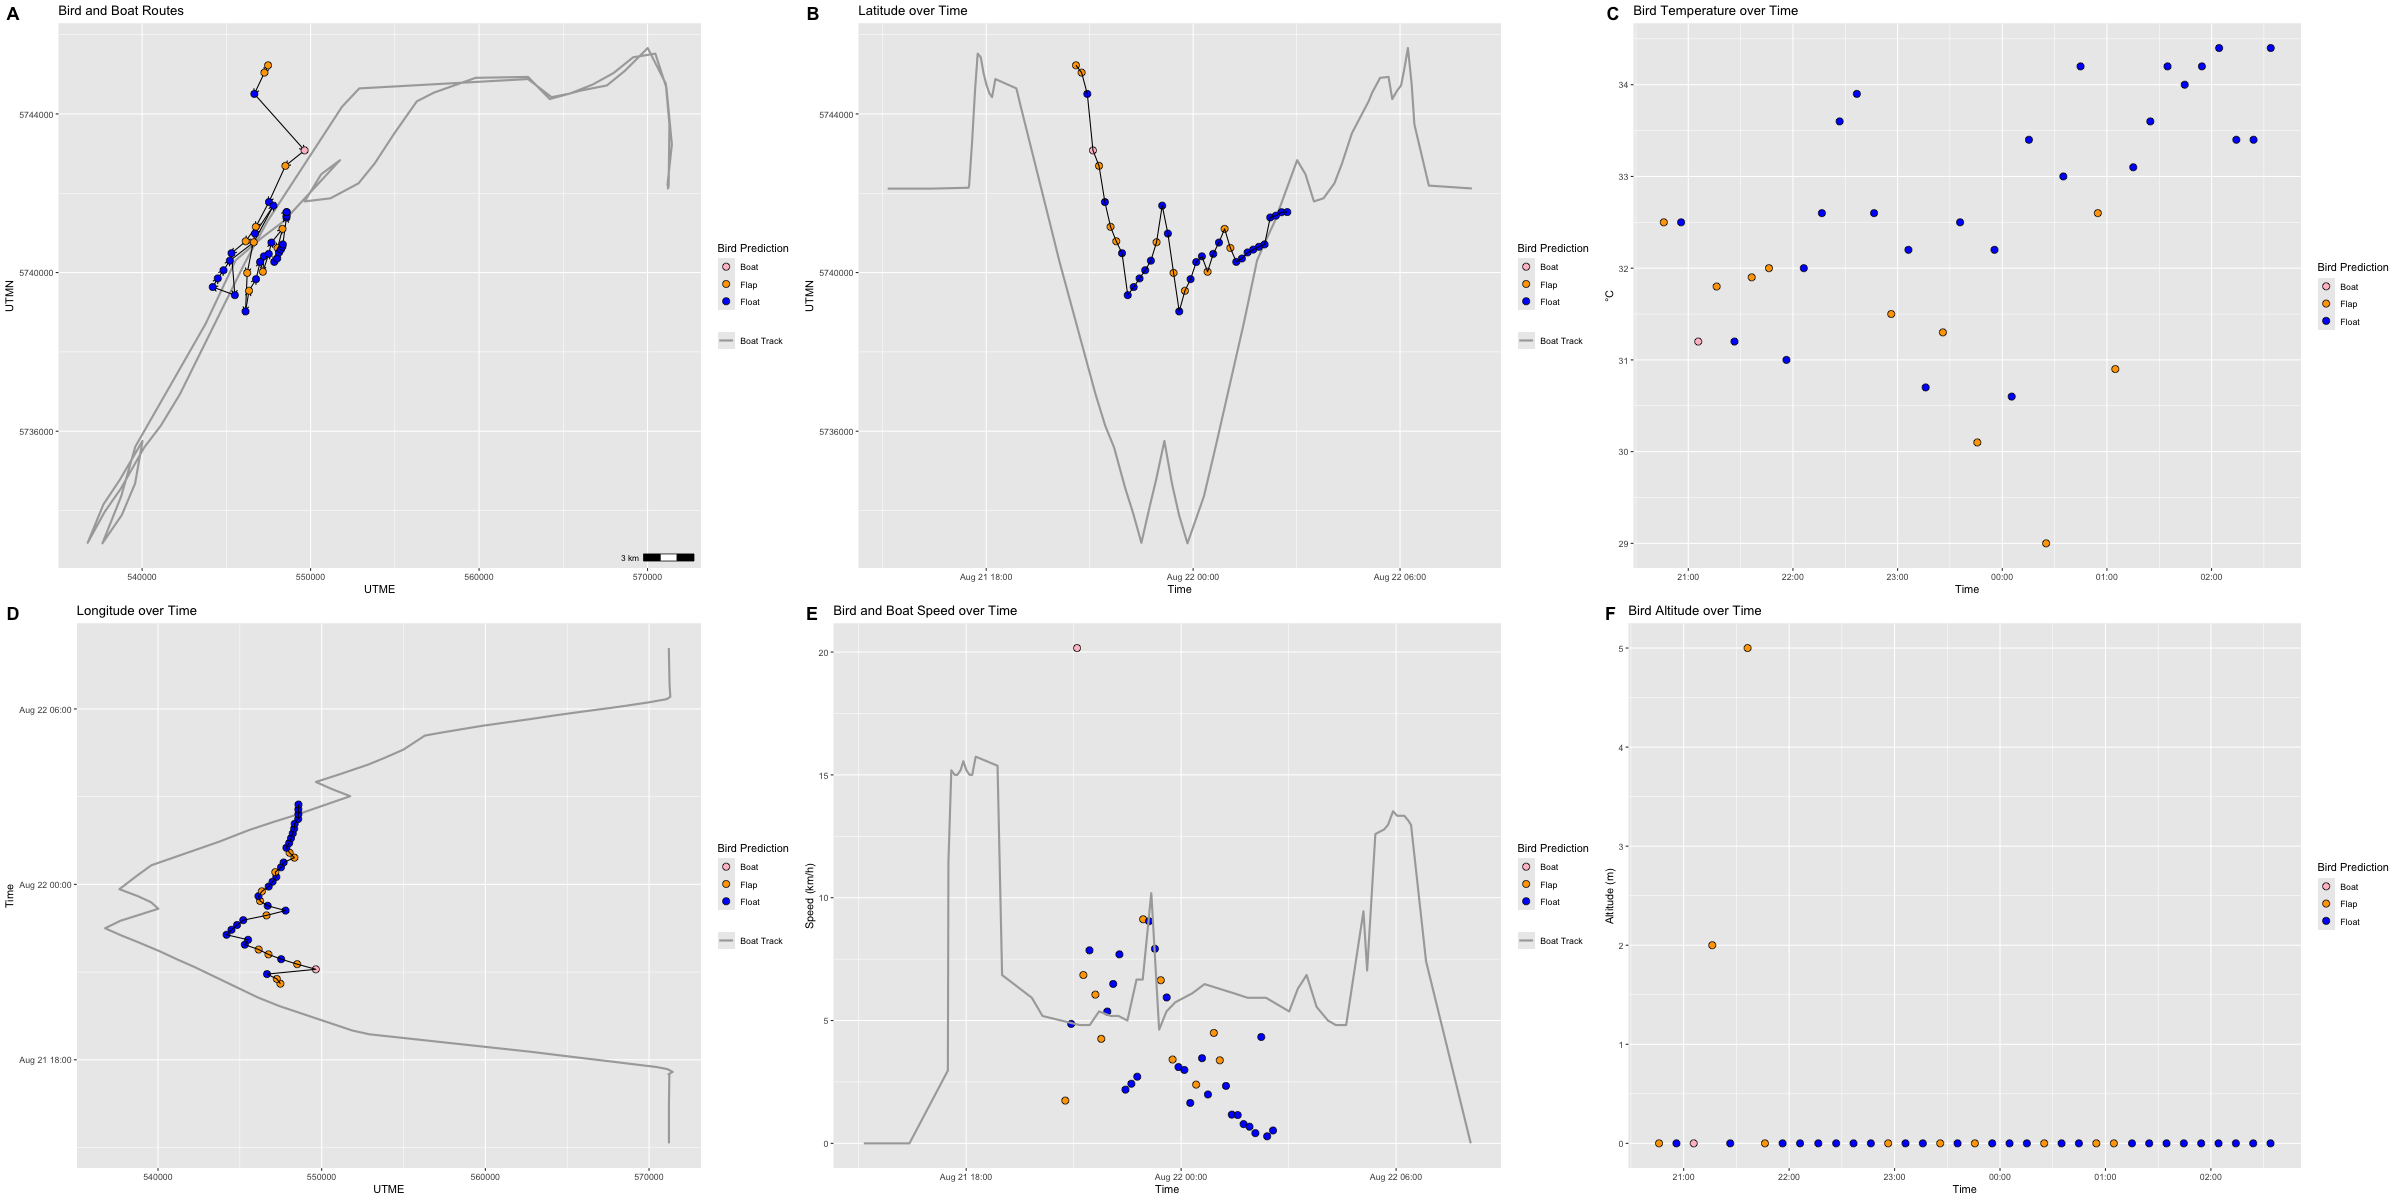 A
Bird and Boat Routes
5744000
5740000
5736000
UTMN
540000
550000
560000
570000
UTME
3 km
Bird Prediction
Boat
Flap
Float
Boat Track
B
Latitude over Time
5744000
5740000
5736000
UTMN
Aug 21 18:00
Aug 22 00:00
Aug 22 06:00
Time
Bird Prediction
Boat
Flap
Float
Boat Track
C
Bird Temperature over Time
34
33
32
31
30
29
°C
21:00
22:00
23:00
00:00
01:00
02:00
Time
Bird Prediction
Boat
Flap
Float
D
Longitude over Time
Aug 22 06:00
Aug 22 00:00
Aug 21 18:00
Time
540000
550000
560000
570000
UTME
Bird Prediction
Boat
Flap
Float
Boat Track
E
Bird and Boat Speed over Time
20
15
10
5
0
Speed (km/h)
Aug 21 18:00
Aug 22 00:00
Aug 22 06:00
Time
Bird Prediction
Boat
Flap
Float
Boat Track
F
Bird Altitude over Time
5
4
3
2
1
0
Altitude (m)
21:00
22:00
23:00
00:00
01:00
02:00
Time
Bird Prediction
Boat
Flap
Float